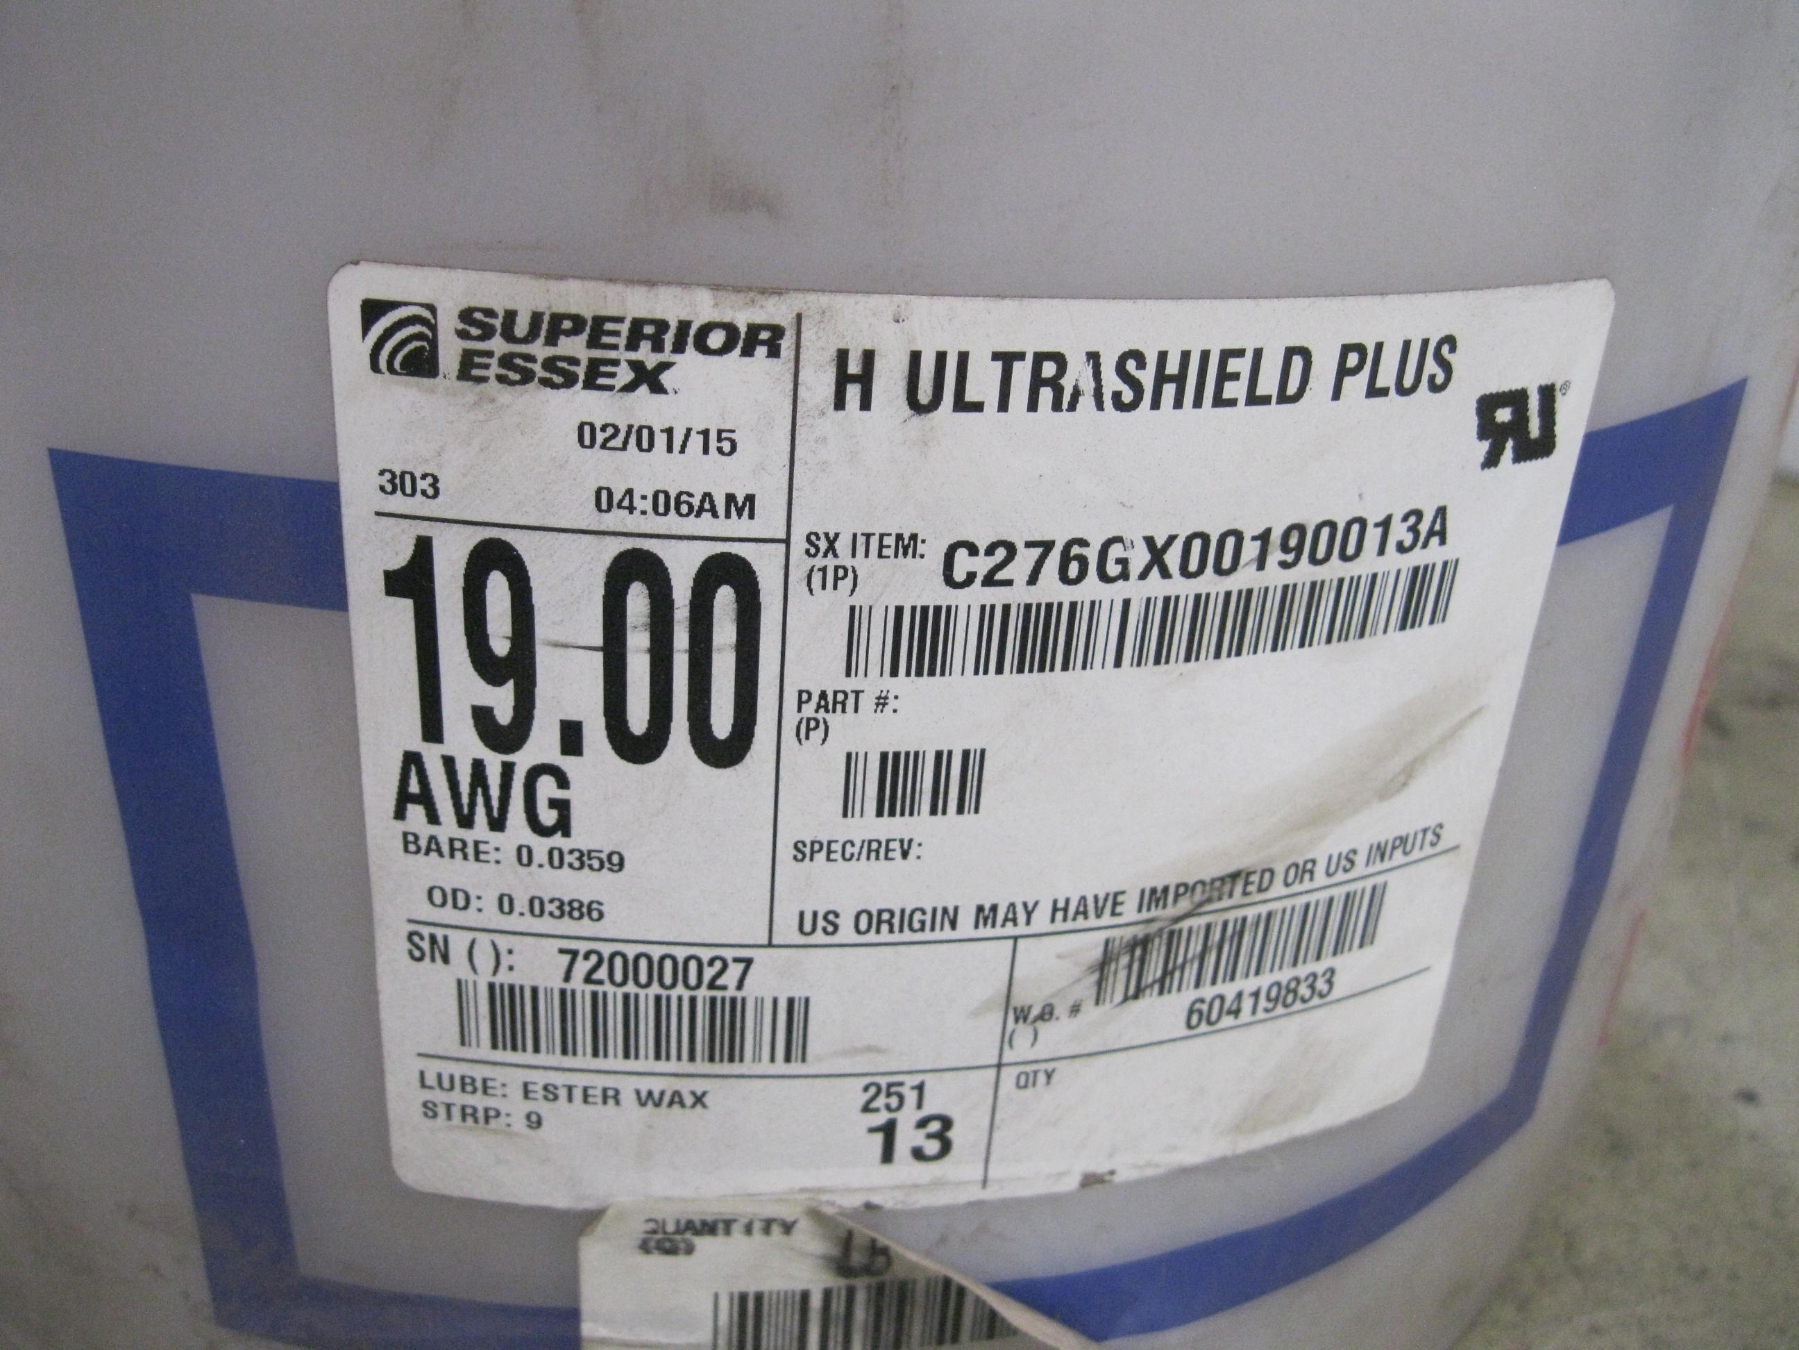 SUPERIOR
ESSEX
02/01/15
303 04:06AM
19.00
AWG
BARE: 0.0359
OD: 0.0386
H ULTRASHIELD PLUS
RU®
SX ITEM: C276GX00190013A
(1P)
PART #:
(P)
SPEC/REV:
US ORIGIN MAY HAVE IMPORTED OR US INPUTS
SN ( ): 72000027
W.O. #
( )
60419833
LUBE: ESTER WAX 251
STRP: 9 13
QTY
QUANTITY
(Q)
LB